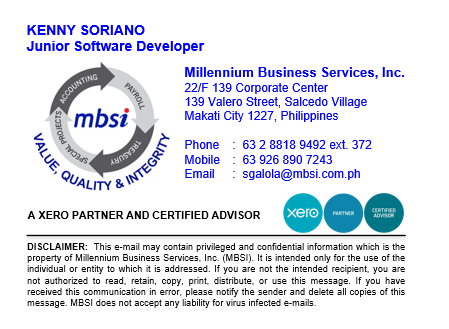 KENNY SORIANO
Junior Software Developer
ACCOUNTING
PAYROLL
TREASURY
SPECIAL PROJECTS
mbsi
VALUE, QUALITY & INTEGRITY
Millennium Business Services, Inc.
22/F 139 Corporate Center
139 Valero Street, Salcedo Village
Makati City 1227, Philippines
Phone : 63 2 8818 9492 ext. 372
Mobile : 63 926 890 7243
Email : sgalola@mbsi.com.ph
A XERO PARTNER AND CERTIFIED ADVISOR
xero
PARTNER
CERTIFIED
ADVISOR
DISCLAIMER: This e-mail may contain privileged and confidential information which is the
property of Millennium Business Services, Inc. (MBSI). It is intended only for the use of the
individual or entity to which it is addressed. If you are not the intended recipient, you are
not authorized to read, retain, copy, print, distribute, or use this message. If you have
received this communication in error, please notify the sender and delete all copies of this
message. MBSI does not accept any liability for virus infected e-mails.